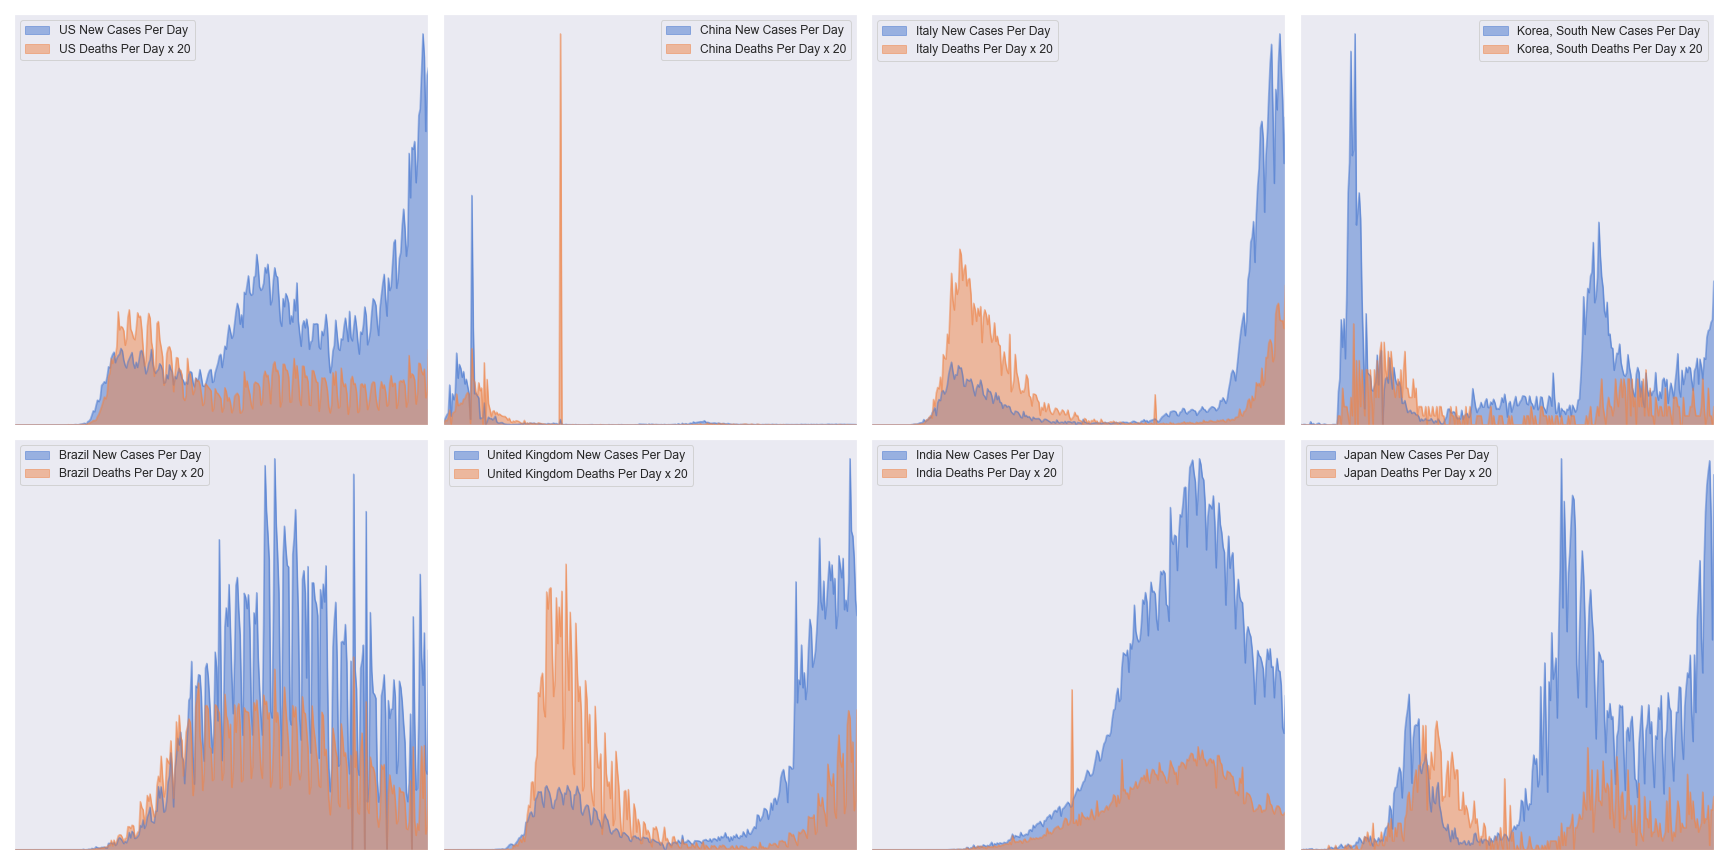 US New Cases Per Day
US Deaths Per Day x 20
China New Cases Per Day
China Deaths Per Day x 20
Italy New Cases Per Day
Italy Deaths Per Day x 20
Korea, South New Cases Per Day
Korea, South Deaths Per Day x 20
Brazil New Cases Per Day
Brazil Deaths Per Day x 20
United Kingdom New Cases Per Day
United Kingdom Deaths Per Day x 20
India New Cases Per Day
India Deaths Per Day x 20
Japan New Cases Per Day
Japan Deaths Per Day x 20